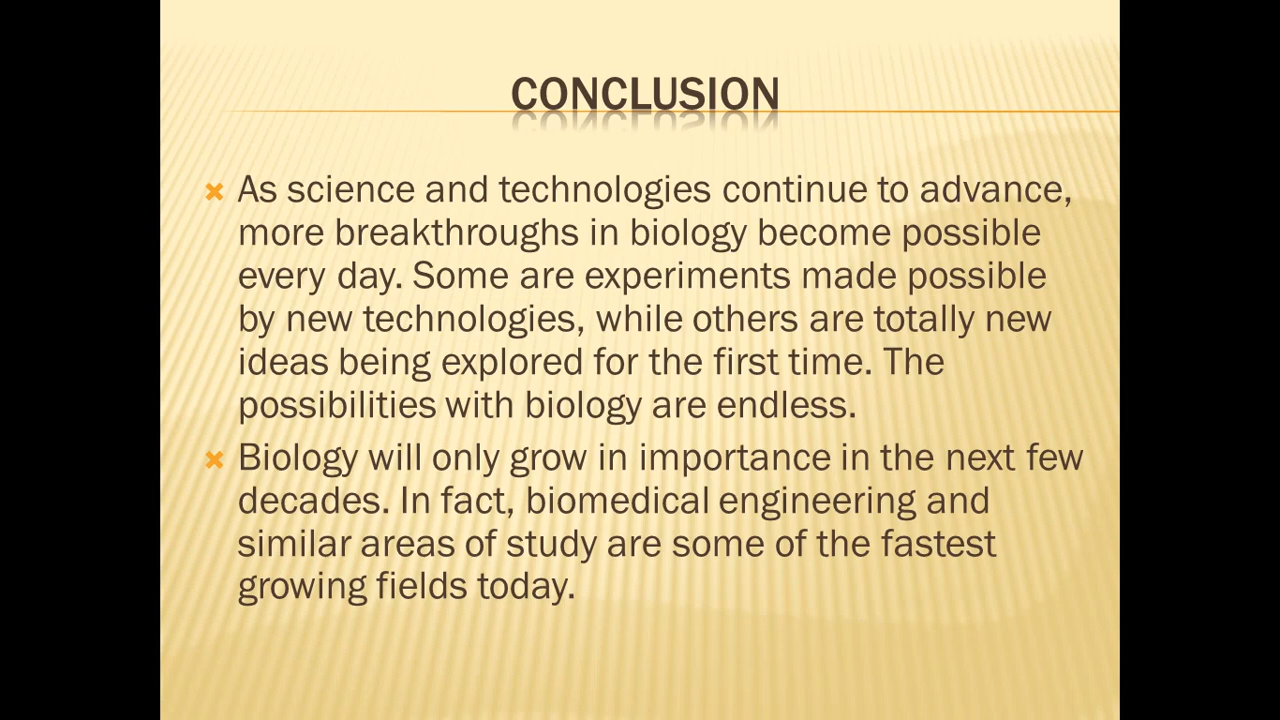 CONCLUSION
As science and technologies continue to advance,
more breakthroughs in biology become possible
every day. Some are experiments made possible
by new technologies, while others are totally new
ideas being explored for the first time. The
possibilities with biology are endless.
Biology will only grow in importance in the next few
decades. In fact, biomedical engineering and
similar areas of study are some of the fastest
growing fields today.